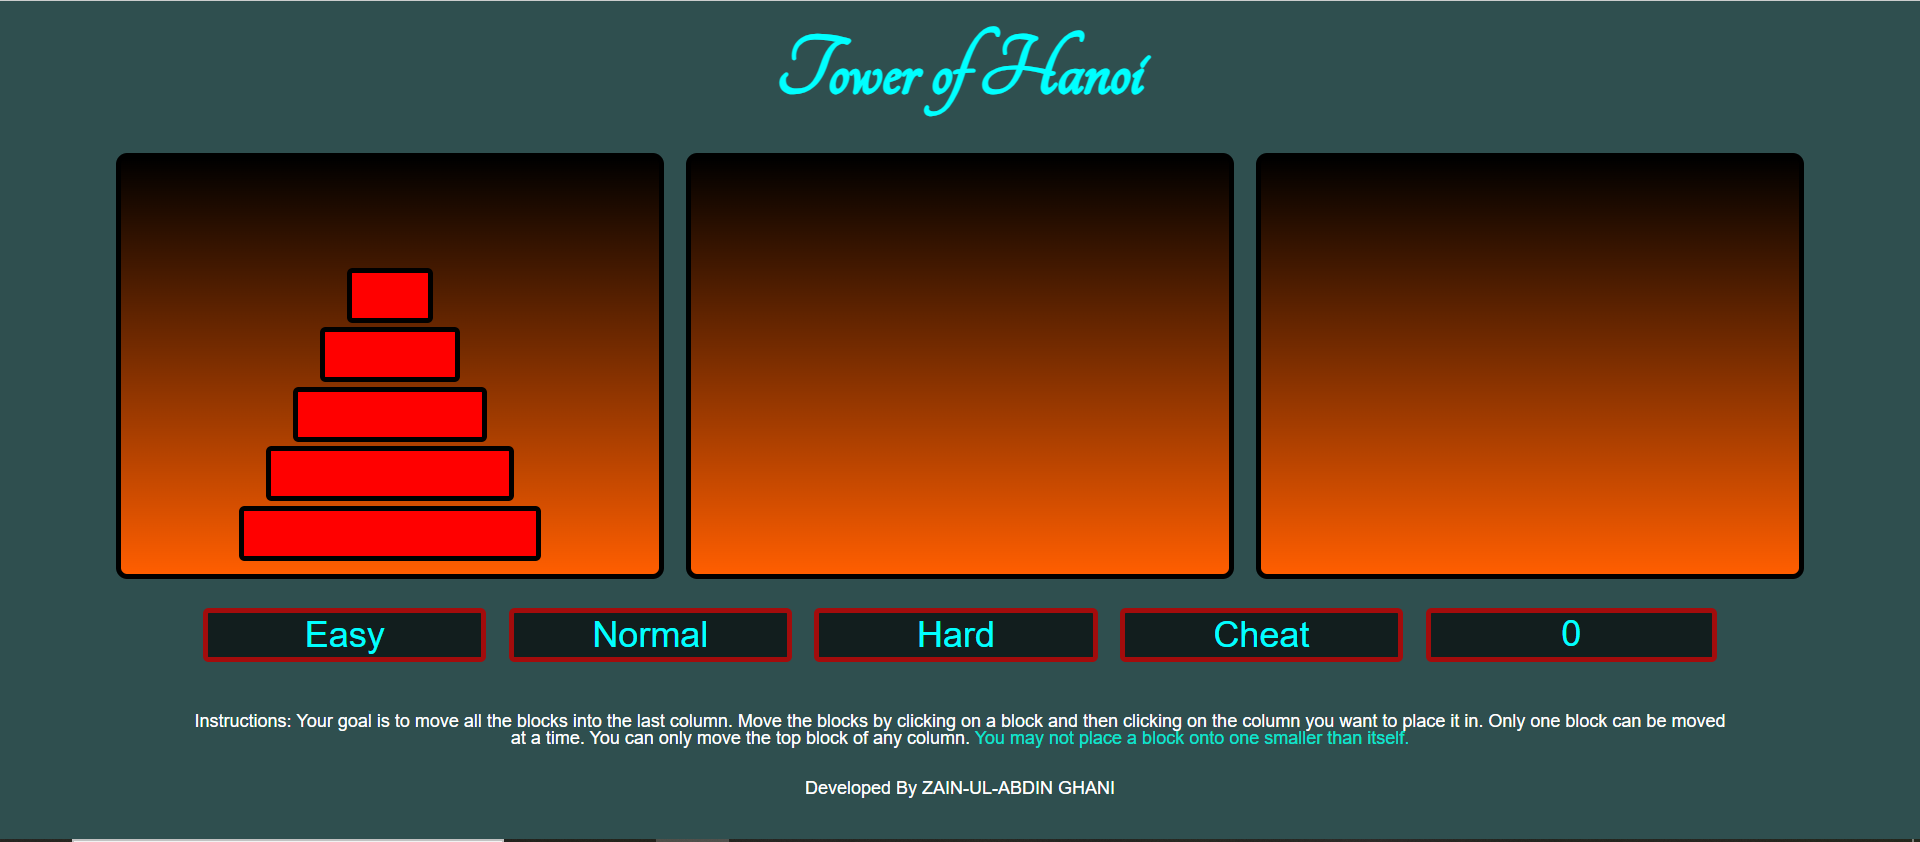 Tower of Hanoi
Easy
Normal
Hard
Cheat
0
Instructions: Your goal is to move all the blocks into the last column. Move the blocks by clicking on a block and then clicking on the column you want to place it in. Only one block can be moved
at a time. You can only move the top block of any column. You may not place a block onto one smaller than itself.
Developed By ZAIN-UL-ABDIN GHANI